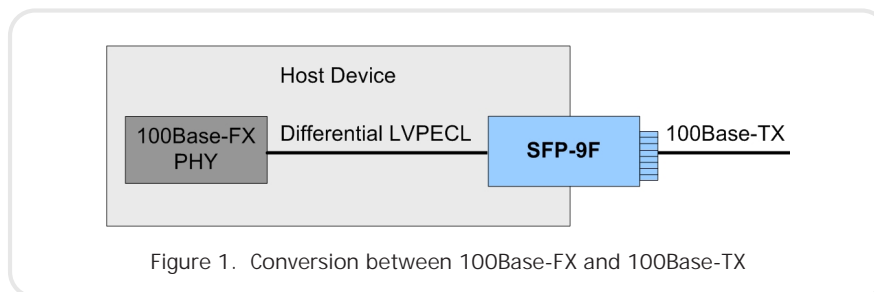 Host Device
100Base-FX
PHY
Differential LVPECL
SFP-9F
100Base-TX
Figure 1. Conversion between 100Base-FX and 100Base-TX